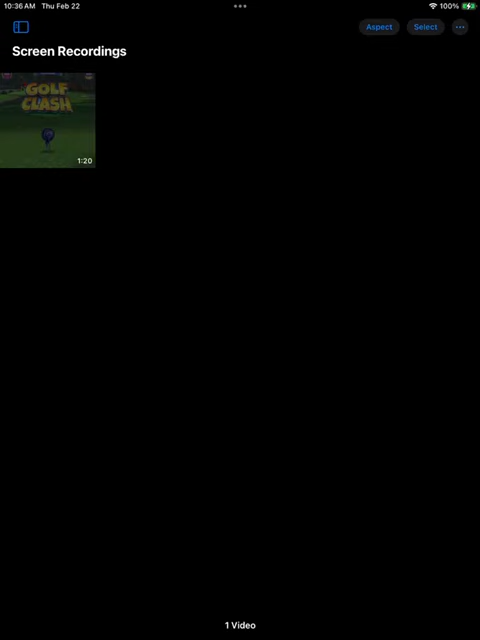 10:36 AM Thu Feb 22
100%
Aspect
Select
Screen Recordings
GOLF
CLASH
1:20
1 Video